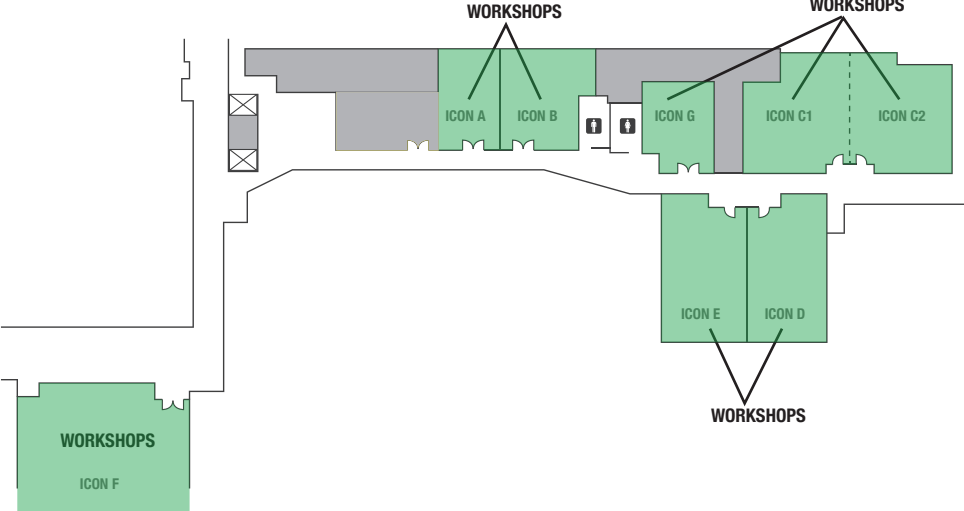 WORKSHOPS
WORKSHOPS
ICON A
ICON B
ICON G
ICON C1
ICON C2
ICON E
ICON D
WORKSHOPS
WORKSHOPS
ICON F